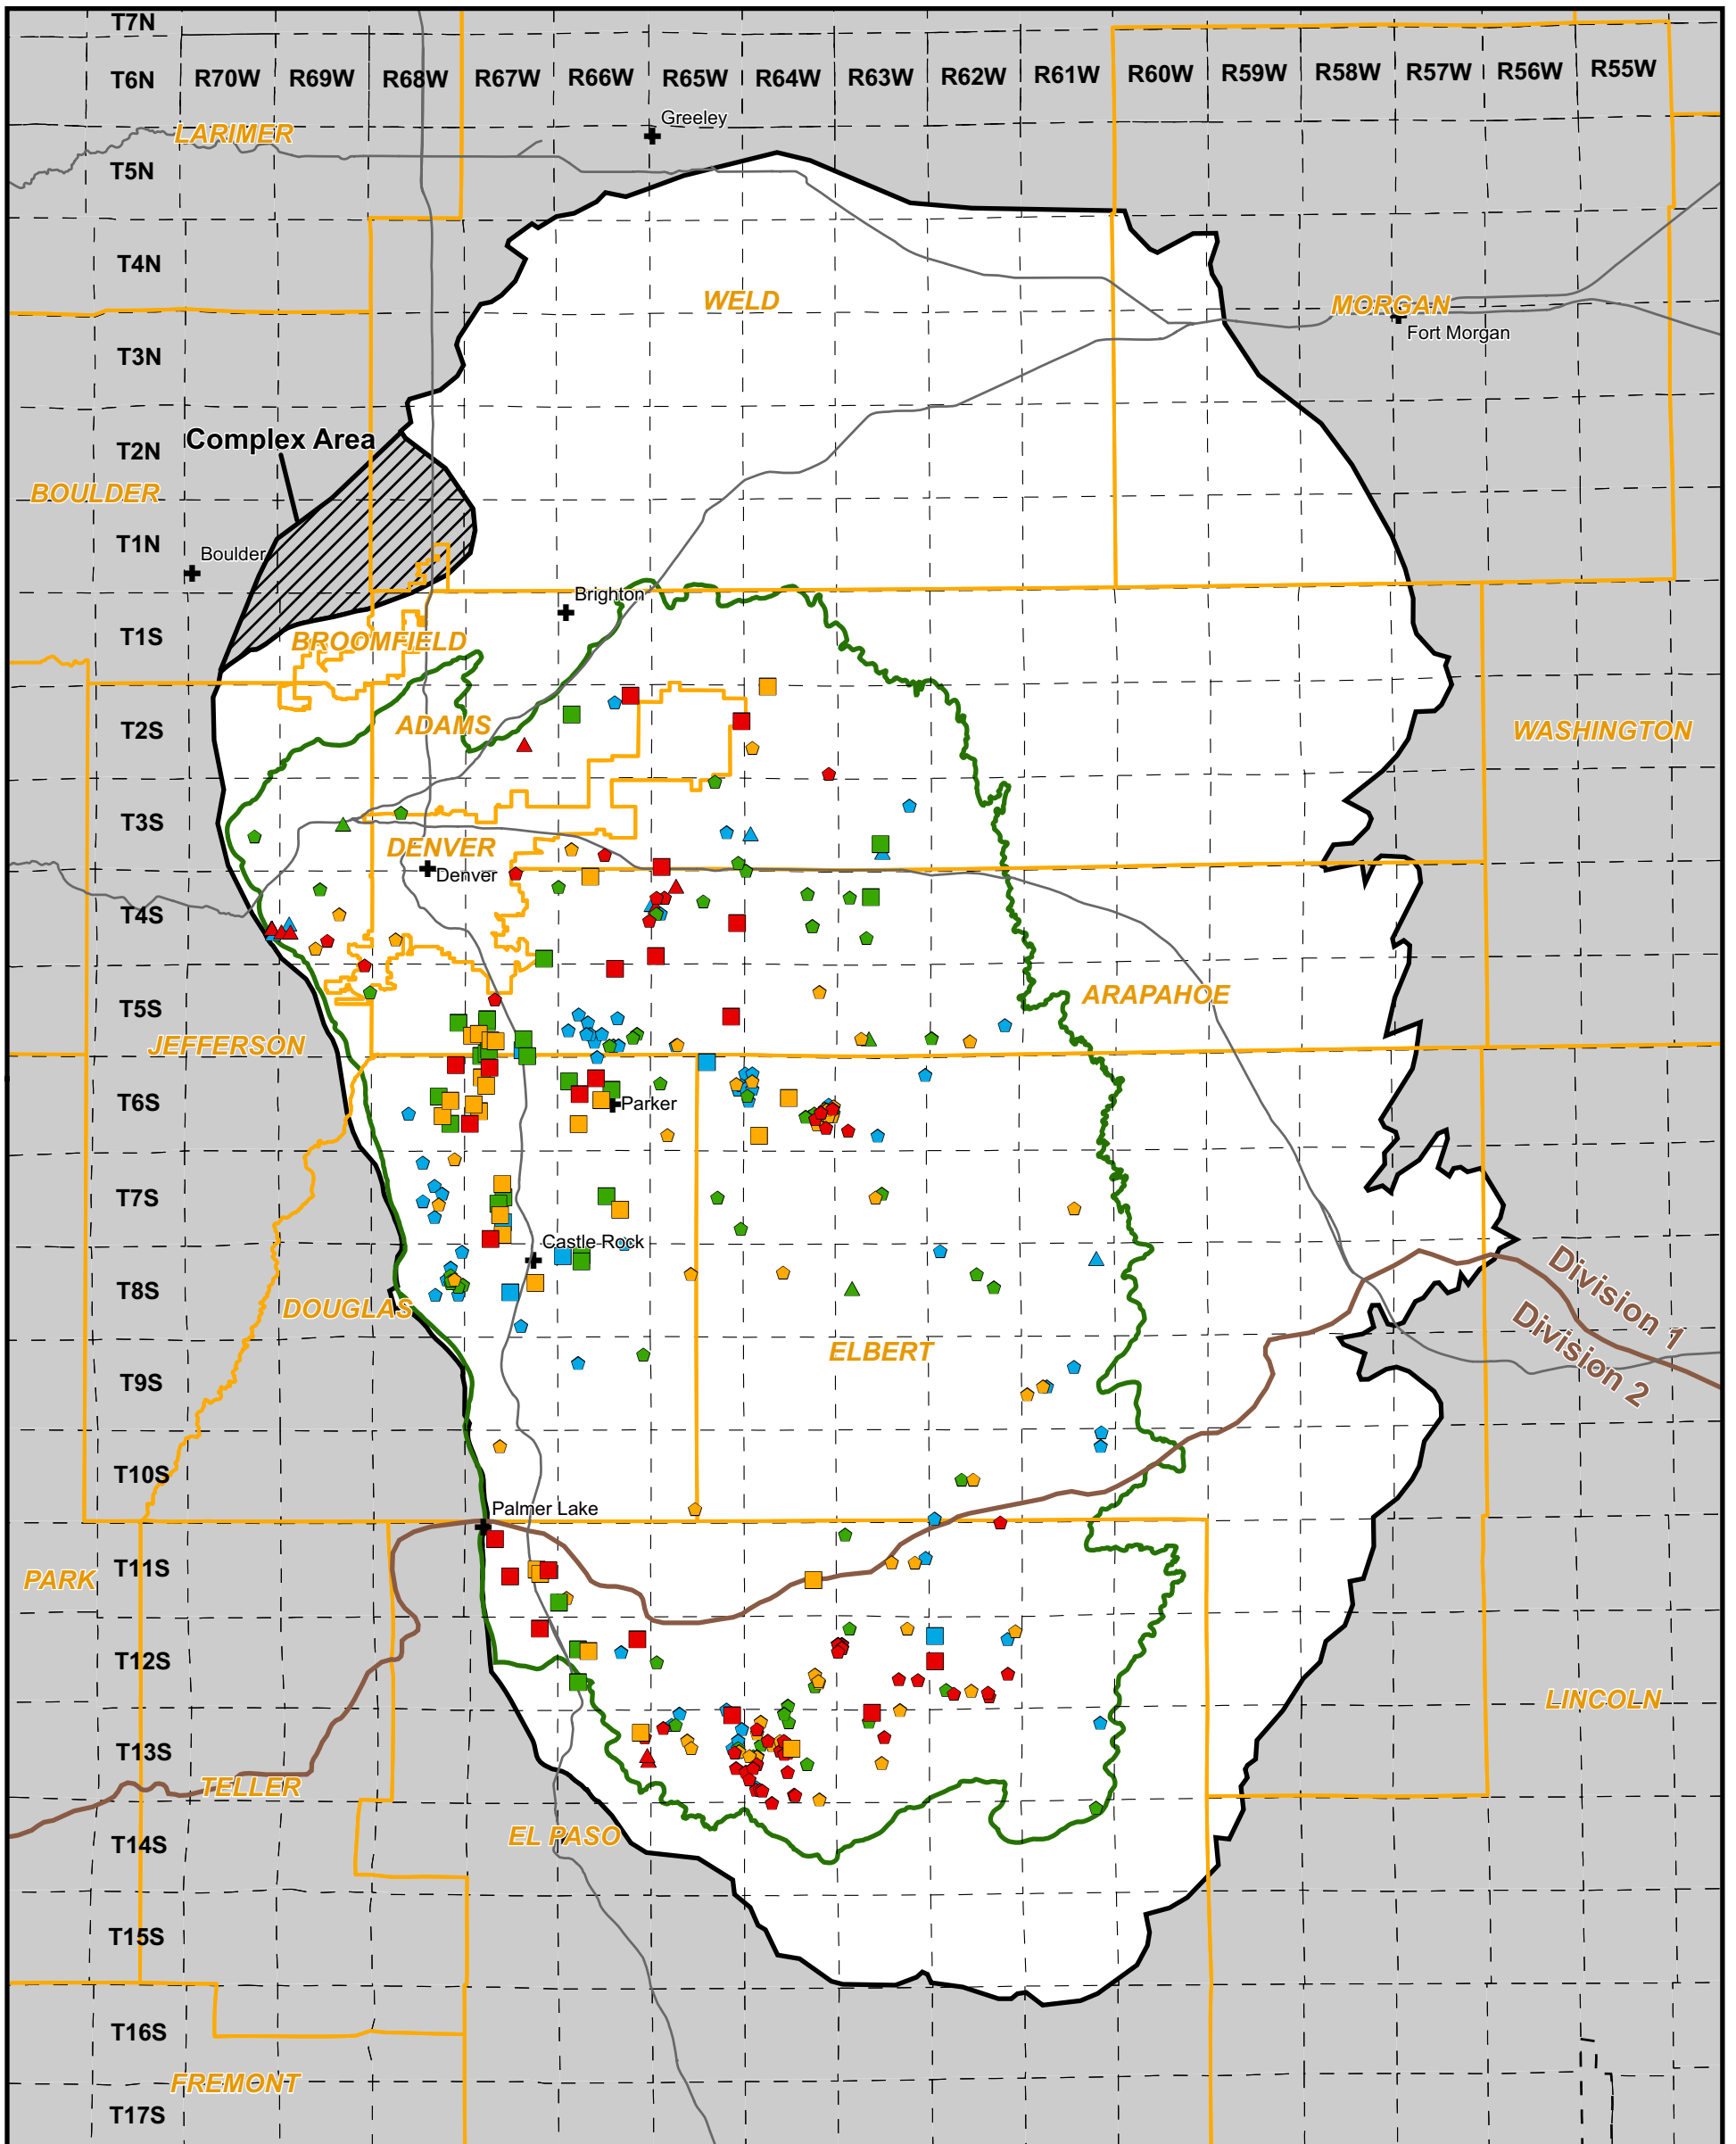 T7N
T6N R70W R69W R68W R67W R66W R65W R64W R63W R62W R61W R60W R59W R58W R57W R56W R55W
Greeley
LARIMER
T5N
T4N
WELD
MORGAN
Fort Morgan
T3N
Complex Area
T2N
BOULDER
T1N
Boulder
Brighton
T1S
BROOMFIELD
ADAMS
T2S
WASHINGTON
T3S
DENVER
Denver
T4S
ARAPAHOE
T5S
JEFFERSON
T6S
Parker
T7S
Castle Rock
Division 1
T8S
DOUGLAS
Division 2
ELBERT
T9S
T10S
Palmer Lake
T11S
PARK
T12S
LINCOLN
T13S
TELLER
EL PASO
T14S
T15S
T16S
FREMONT
T17S